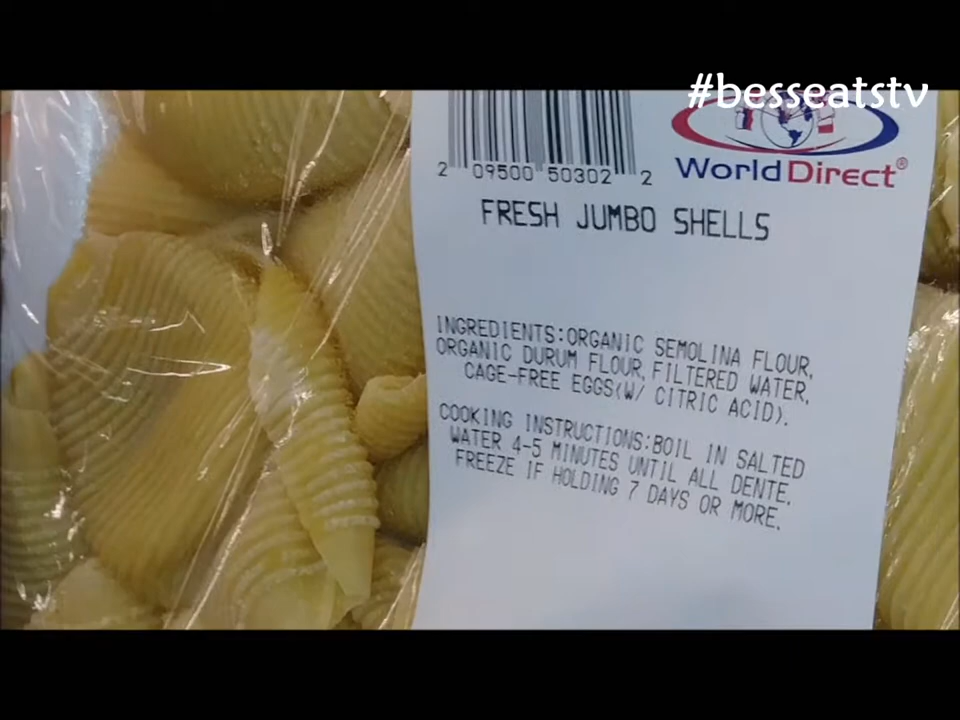 #besseatstv
2 09500 50302 2
WorldDirect®
FRESH JUMBO SHELLS
INGREDIENTS:ORGANIC SEMOLINA FLOUR,
ORGANIC DURUM FLOUR,FILTERED WATER,
CAGE-FREE EGGS(W/ CITRIC ACID).
COOKING INSTRUCTIONS:BOIL IN SALTED
WATER 4-5 MINUTES UNTIL ALL DENTE.
FREEZE IF HOLDING 7 DAYS OR MORE.